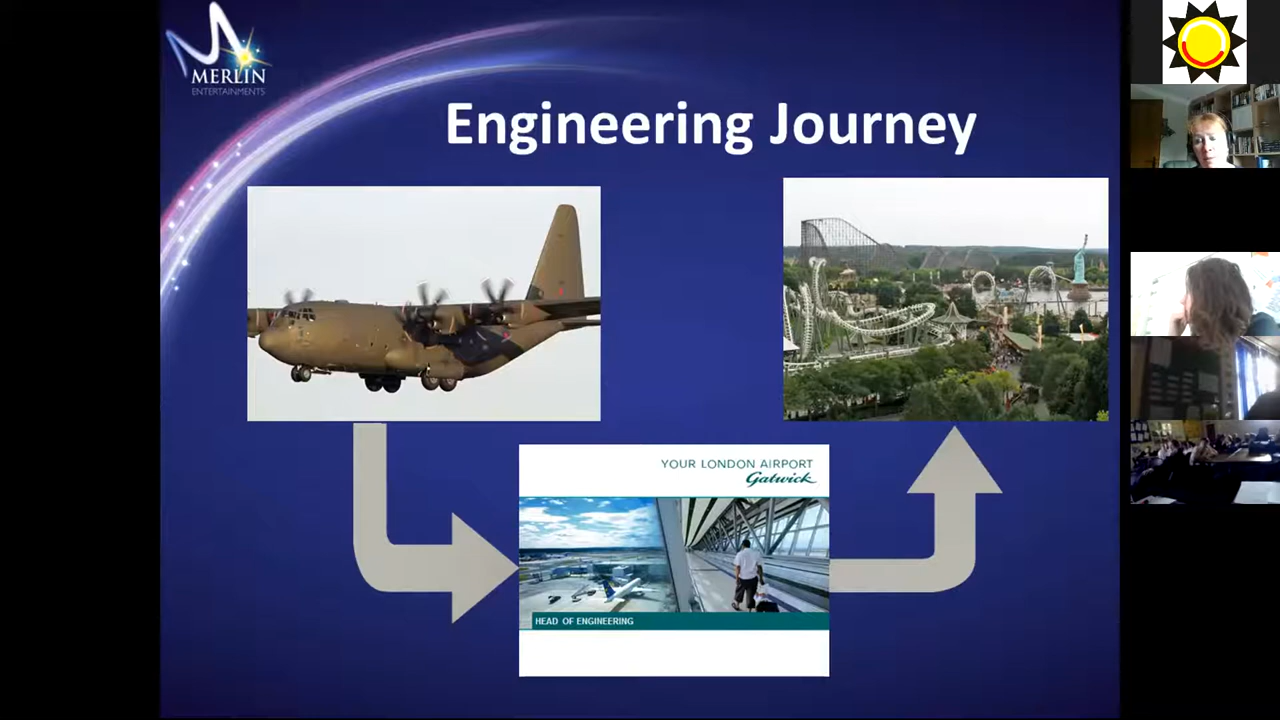 MERLIN
ENTERTAINMENTS
Engineering Journey
YOUR LONDON AIRPORT
Gatwick
HEAD OF ENGINEERING